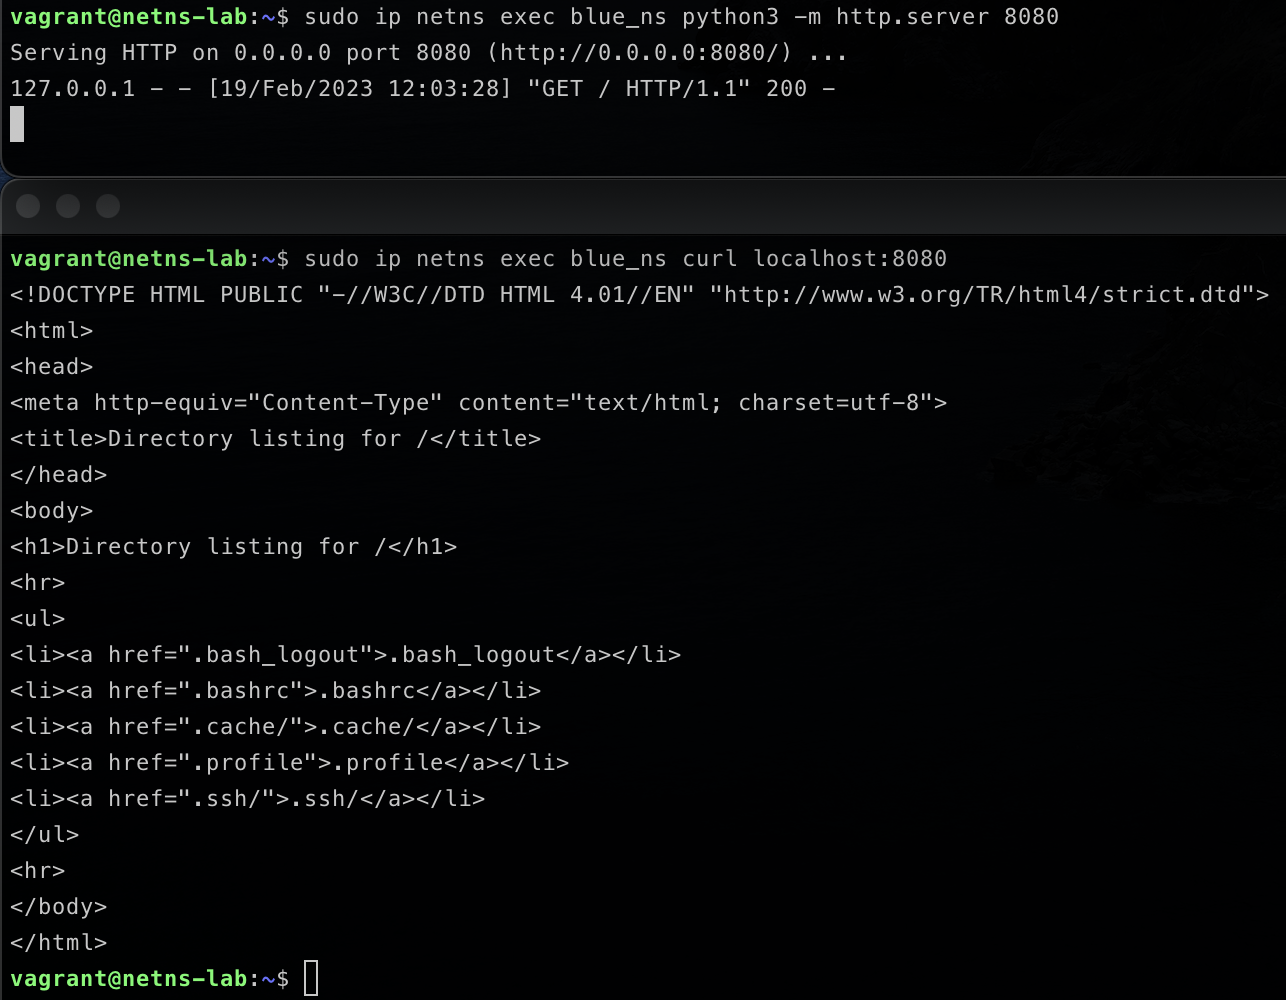 vagrant@netns-lab:~$ sudo ip netns exec blue_ns python3 -m http.server 8080
Serving HTTP on 0.0.0.0 port 8080 (http://0.0.0.0:8080/) ...
127.0.0.1 - - [19/Feb/2023 12:03:28] "GET / HTTP/1.1" 200 -
vagrant@netns-lab:~$ sudo ip netns exec blue_ns curl localhost:8080
<!DOCTYPE HTML PUBLIC "-//W3C//DTD HTML 4.01//EN" "http://www.w3.org/TR/html4/strict.dtd">
<html>
<head>
<meta http-equiv="Content-Type" content="text/html; charset=utf-8">
<title>Directory listing for /</title>
</head>
<body>
<h1>Directory listing for /</h1>
<hr>
<ul>
<li><a href=".bash_logout">.bash_logout</a></li>
<li><a href=".bashrc">.bashrc</a></li>
<li><a href=".cache/">.cache/</a></li>
<li><a href=".profile">.profile</a></li>
<li><a href=".ssh/">.ssh/</a></li>
</ul>
<hr>
</body>
</html>
vagrant@netns-lab:~$